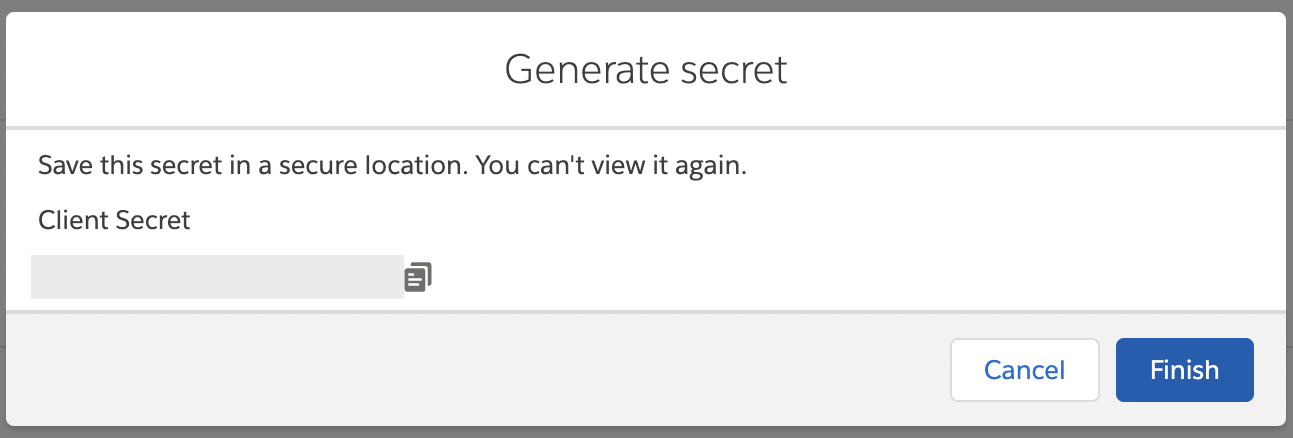 Generate secret
Save this secret in a secure location. You can't view it again.
Client Secret
Cancel
Finish